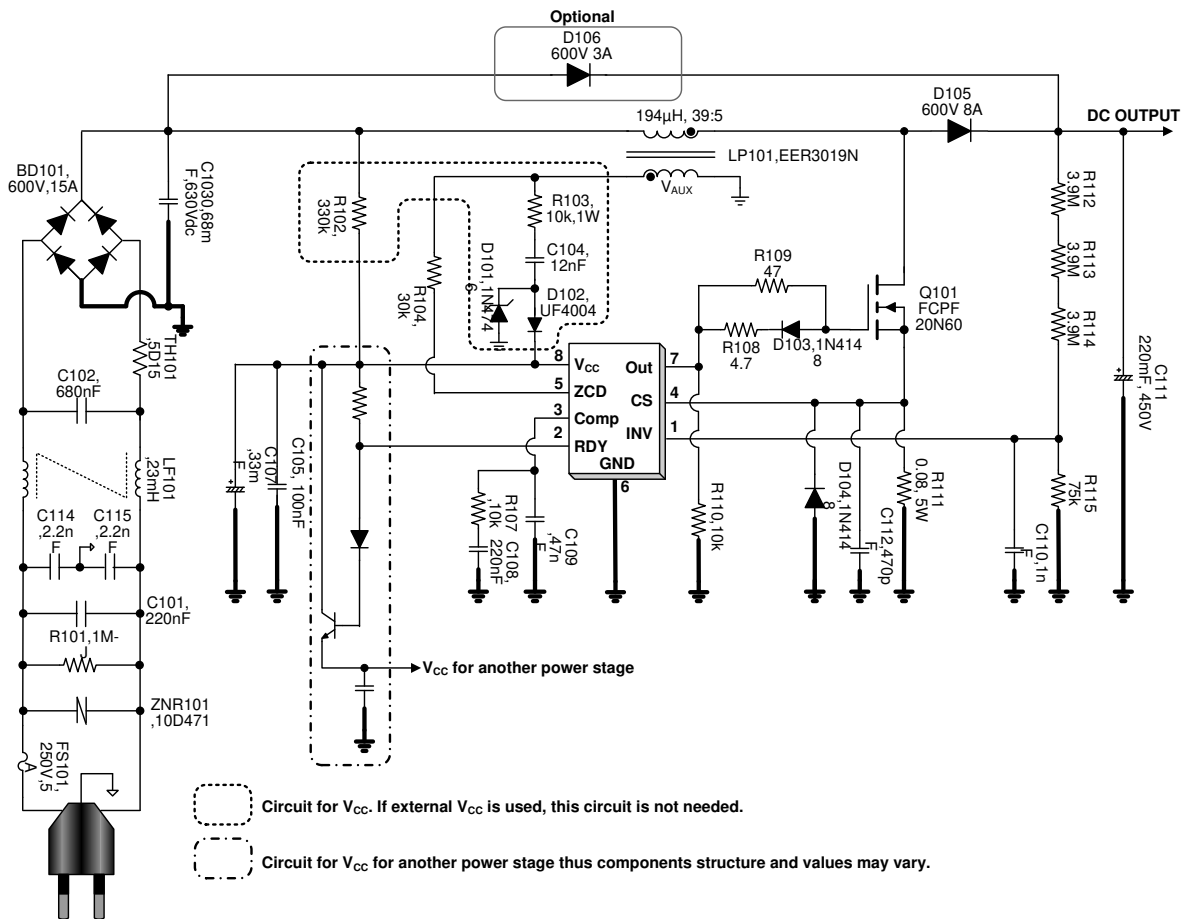 Optional
D106
600V 3A
D105
600V 8A
DC OUTPUT
194µH, 39:5
LP101,EER3019N
VAUX
BD101,
600V,15A
C1030,68m
F,630Vdc
R102,
330k
R103,
10k,1W
C104,
12nF
D101,1N474
6
D102,
UF4004
R104,
30k
R109
47
R108
4.7
D103,1N414
8
Q101
FCPF
20N60
R112
3.9M
R113
3.9M
R114
3.9M
C111
220mF, 450V
TH101
,5D15
C102,
680nF
LF101
,23mH
C114
,2.2n
F
C115
,2.2n
F
C101,
220nF
R101,1M-
J
ZNR101
,10D471
FS101,
250V,5
A
8
VCC
5
ZCD
3
Comp
2
RDY
GND
6
Out
7
CS
4
INV
1
C107
,33m
F
C105, 100nF
R107
,10k
C108,
220nF
C109
,47n
F
R110,10k
D104,1N414
8
C112,470p
F
R111
0.08, 5W
C110,1n
F
R115
75k
VCC for another power stage
Circuit for VCC. If external VCC is used, this circuit is not needed.
Circuit for VCC for another power stage thus components structure and values may vary.